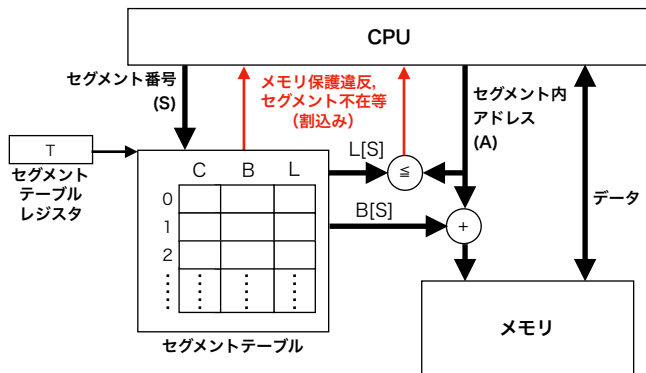 CPU
セグメント番号
(S)
メモリ保護違反,
セグメント不在等
（割込み）
セグメント内
アドレス
(A)
T
セグメント
テーブル
レジスタ
L[S]
≦
C B L
0
1
2
B[S]
+
データ
メモリ
セグメントテーブル